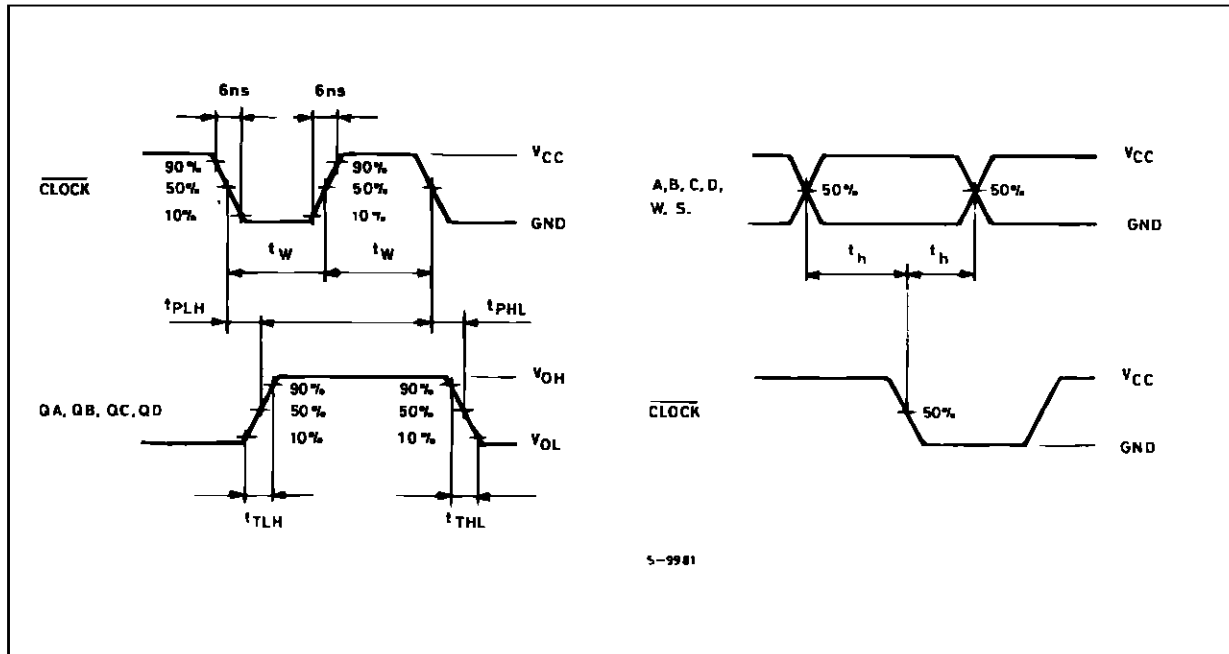 6ns 6ns
90% 90% VCC
CLOCK 50% 50%
10% 10% GND
tW tW
tPLH tPHL
90% 90% VOH
QA, QB, QC, QD 50% 50%
10% 10% VOL
tTLH tTHL
VCC
A, B, C, D, 50% 50%
W. S.
GND
th th
VCC
CLOCK 50%
GND
S-9981